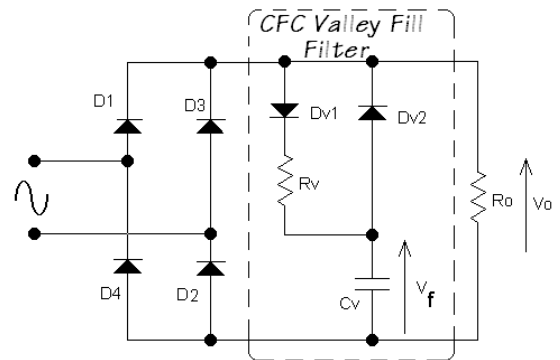 CFC Valley Fill
Filter
D1
D3
Dv1
Dv2
Rv
Ro
Vo
D4
D2
Cv
Vf